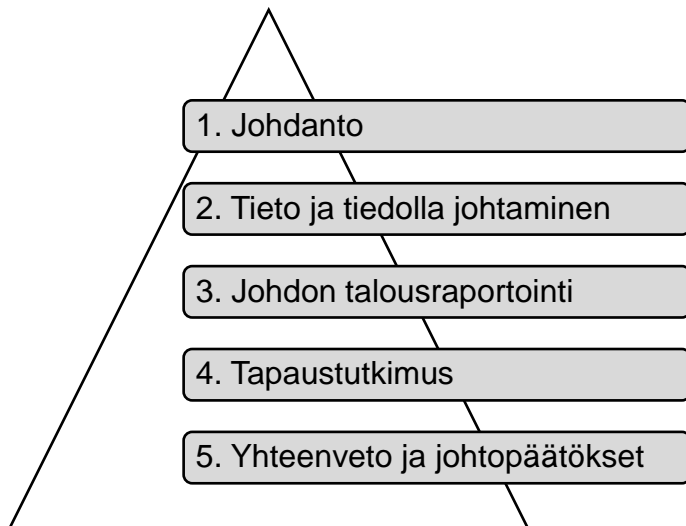 1. Johdanto
2. Tieto ja tiedolla johtaminen
3. Johdon talousraportointi
4. Tapaustutkimus
5. Yhteenveto ja johtopäätökset